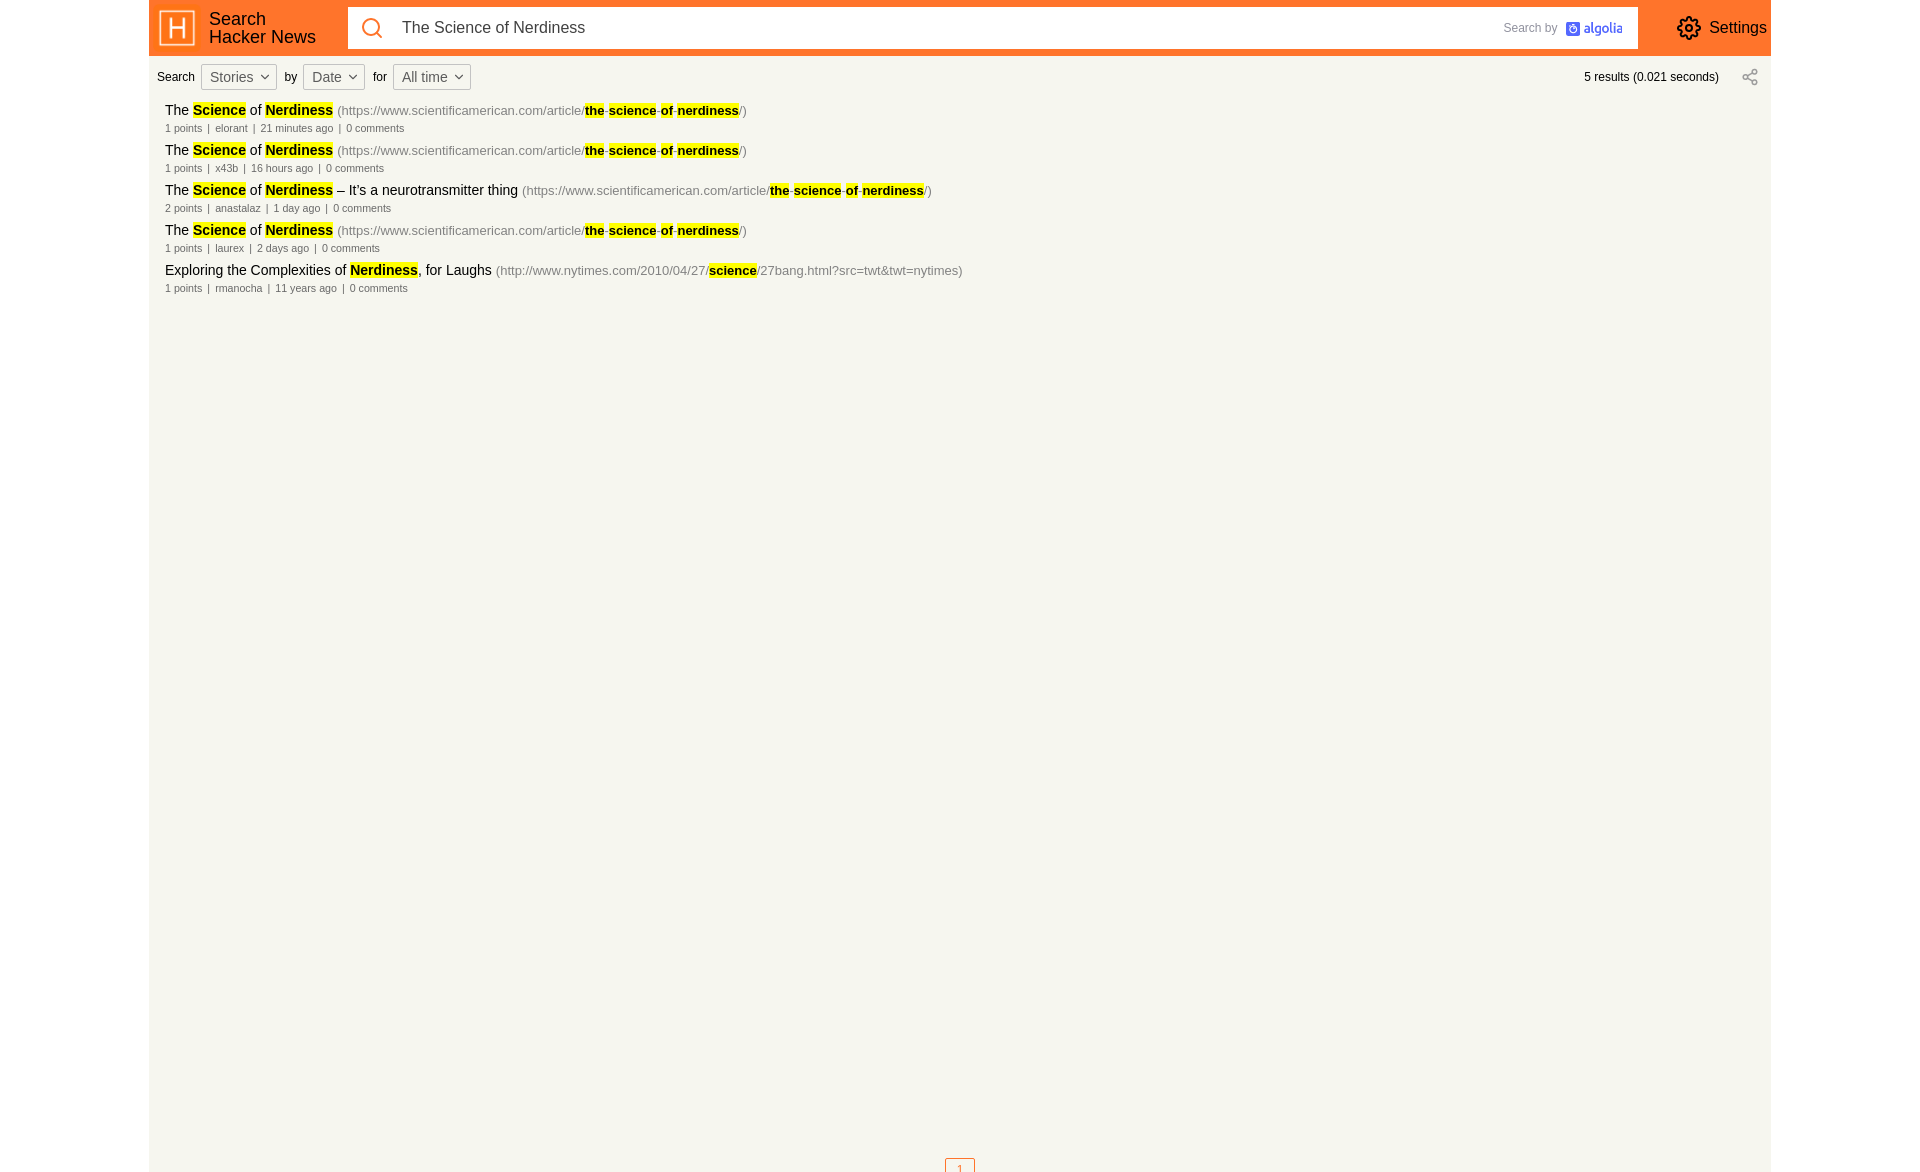 H
Search
Hacker News
The Science of Nerdiness
Search by algolia
Settings
Search Stories by Date for All time
5 results (0.021 seconds)
The Science of Nerdiness (https://www.scientificamerican.com/article/the-science-of-nerdiness/)
1 points | elorant | 21 minutes ago | 0 comments
The Science of Nerdiness (https://www.scientificamerican.com/article/the-science-of-nerdiness/)
1 points | x43b | 16 hours ago | 0 comments
The Science of Nerdiness – It’s a neurotransmitter thing (https://www.scientificamerican.com/article/the-science-of-nerdiness/)
2 points | anastalaz | 1 day ago | 0 comments
The Science of Nerdiness (https://www.scientificamerican.com/article/the-science-of-nerdiness/)
1 points | laurex | 2 days ago | 0 comments
Exploring the Complexities of Nerdiness, for Laughs (http://www.nytimes.com/2010/04/27/science/27bang.html?src=twt&twt=nytimes)
1 points | rmanocha | 11 years ago | 0 comments
1